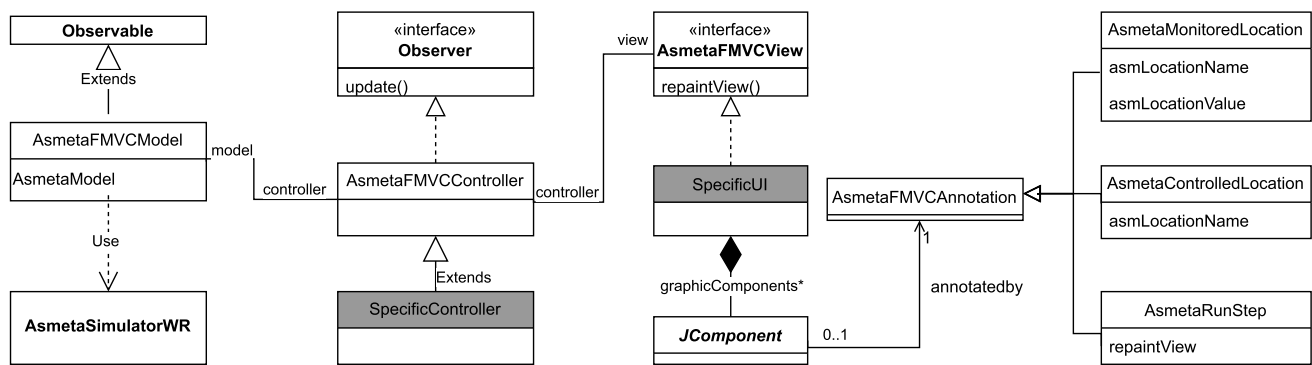 Observable
Extends
AsmetaFMVCModel
AsmetaModel
Use
AsmetaSimulatorWR
model
controller
«interface»
Observer
update()
AsmetaFMVCController
Extends
SpecificController
controller
view
«interface»
AsmetaFMVCView
repaintView()
SpecificUI
graphicComponents*
JComponent
0..1
annotatedby
1
AsmetaFMVCAnnotation
AsmetaMonitoredLocation
asmLocationName
asmLocationValue
AsmetaControlledLocation
asmLocationName
AsmetaRunStep
repaintView